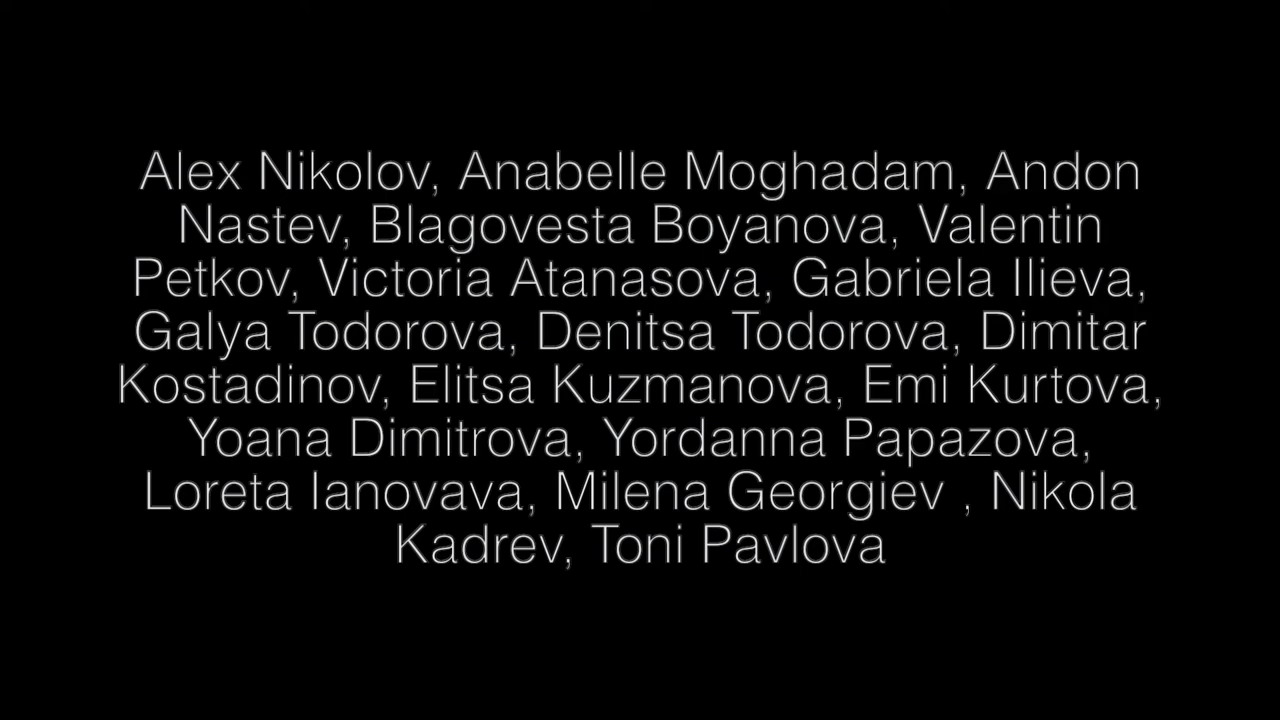 Alex Nikolov, Anabelle Moghadam, Andon
Nastev, Blagovesta Boyanova, Valentin
Petkov, Victoria Atanasova, Gabriela Ilieva,
Galya Todorova, Denitsa Todorova, Dimitar
Kostadinov, Elitsa Kuzmanova, Emi Kurtova,
Yoana Dimitrova, Yordanna Papazova,
Loreta Ianovava, Milena Georgiev , Nikola
Kadrev, Toni Pavlova